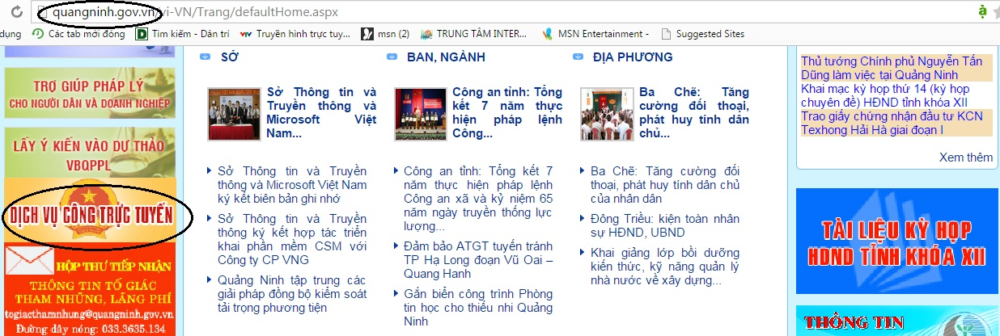 quangninh.gov.vn/vi-VN/Trang/defaultHome.aspx
dụng
Các tab mới đóng
Tìm kiếm - Dân trí
Truyền hình trực tuy...
msn (2)
TRUNG TÂM INTER...
MSN Entertainment -
Suggested Sites
TRỢ GIÚP PHÁP LÝ
CHO NGƯỜI DÂN VÀ DOANH NGHIỆP
LẤY Ý KIẾN VÀO DỰ THẢO
VBQPPL
DỊCH VỤ CÔNG TRỰC TUYẾN
HỘP THƯ TIẾP NHẬN
THÔNG TIN TỐ GIÁC
THAM NHŨNG, LÃNG PHÍ
togiacthamnhung@quangninh.gov.vn
Đường dây nóng: 033.3635.134
SỞ
Sở Thông tin và
Truyền thông và
Microsoft Việt
Nam...
Sở Thông tin và Truyền
thông và Microsoft Việt Nam
ký kết biên bản ghi nhớ
Sở Thông tin và Truyền
thông ký kết hợp tác triển
khai phần mềm CSM với
Công ty CP VNG
Quảng Ninh tập trung các
giải pháp đồng bộ kiểm soát
tải trọng phương tiện
BAN, NGÀNH
Công an tỉnh: Tổng
kết 7 năm thực
hiện pháp lệnh
Công...
Công an tỉnh: Tổng kết 7
năm thực hiện pháp lệnh
Công an xã và kỷ niệm 65
năm ngày truyền thống lực
lượng...
Đảm bảo ATGT tuyến tránh
TP Hạ Long đoạn Vũ Oai –
Quang Hanh
Gắn biển công trình Phòng
tin học cho thiếu nhi Quảng
Ninh
ĐỊA PHƯƠNG
Ba Chẽ: Tăng
cường đối thoại,
phát huy tính dân
chủ...
Ba Chẽ: Tăng cường đối
thoại, phát huy tính dân chủ
của nhân dân
Đông Triều: kiện toàn nhân
sự HĐND, UBND
Khai giảng lớp bồi dưỡng
kiến thức, kỹ năng quản lý
nhà nước về xây dựng...
Thủ tướng Chính phủ Nguyễn Tấn
Dũng làm việc tại Quảng Ninh
Khai mạc kỳ họp thứ 14 (kỳ họp
chuyên đề) HĐND tỉnh khóa XII
Trao giấy chứng nhận đầu tư KCN
Texhong Hải Hà giai đoạn I
Xem thêm
TÀI LIỆU KỲ HỌP
HĐND TỈNH KHÓA XII
THÔNG TIN